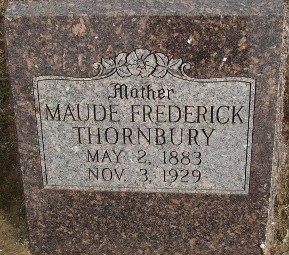 Mother
MAUDE FREDERICK
THORNBURY
MAY 2, 1883
NOV. 3, 1929